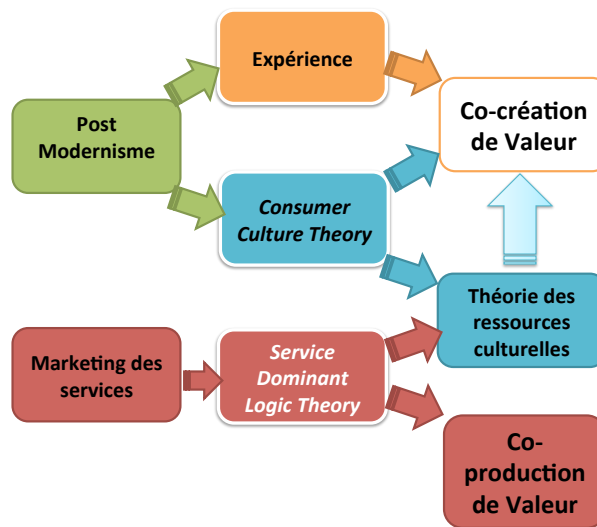 Expérience
Post
Modernisme
Co-création
de Valeur
Consumer
Culture Theory
Théorie des
ressources
culturelles
Marketing des
services
Service
Dominant
Logic Theory
Co-
production
de Valeur